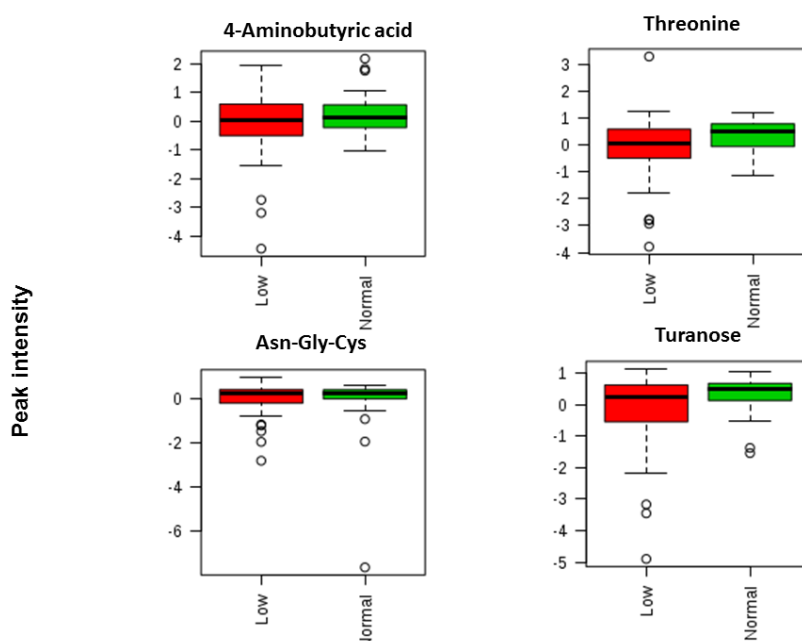 4-Aminobutyric acid
2
1
0
-1
-2
-3
-4
Low
Normal
Threonine
3
2
1
0
-1
-2
-3
-4
Low
Normal
Peak intensity
Asn-Gly-Cys
0
-2
-4
-6
Low
Normal
Turanose
1
0
-1
-2
-3
-4
-5
Low
Normal